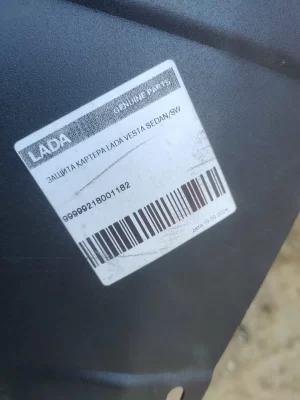 LADA
GENUINE PARTS
ЗАЩИТА КАРТЕРА LADA VESTA SEDAN/SW
99999218001182